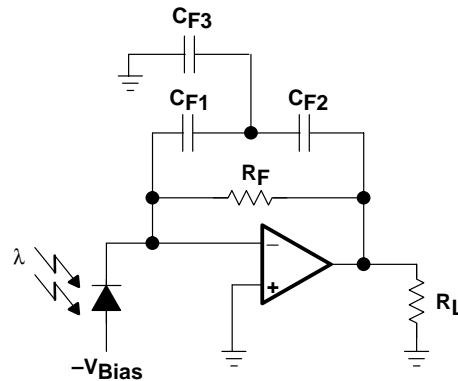 CF3
CF1
CF2
RF
λ
–
+
RL
–VBias